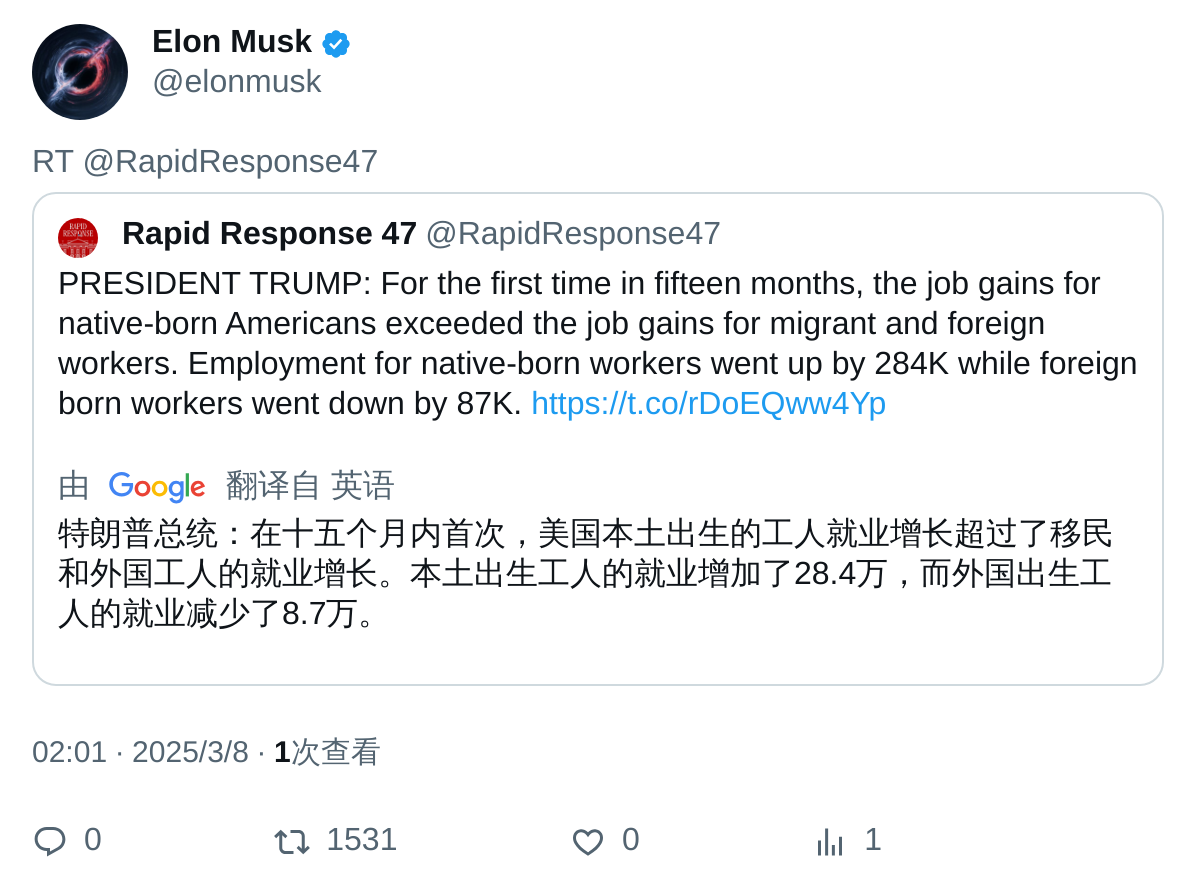 Elon Musk
@elonmusk
RT @RapidResponse47
RAPID
RESPONSE
Rapid Response 47 @RapidResponse47
PRESIDENT TRUMP: For the first time in fifteen months, the job gains for
native-born Americans exceeded the job gains for migrant and foreign
workers. Employment for native-born workers went up by 284K while foreign
born workers went down by 87K. https://t.co/rDoEQww4Yp
由 Google 翻译自 英语
特朗普总统：在十五个月内首次，美国本土出生的工人就业增长超过了移民
和外国工人的就业增长。本土出生工人的就业增加了28.4万，而外国出生工
人的就业减少了8.7万。
02:01 · 2025/3/8 · 1次查看
0 1531 0 1